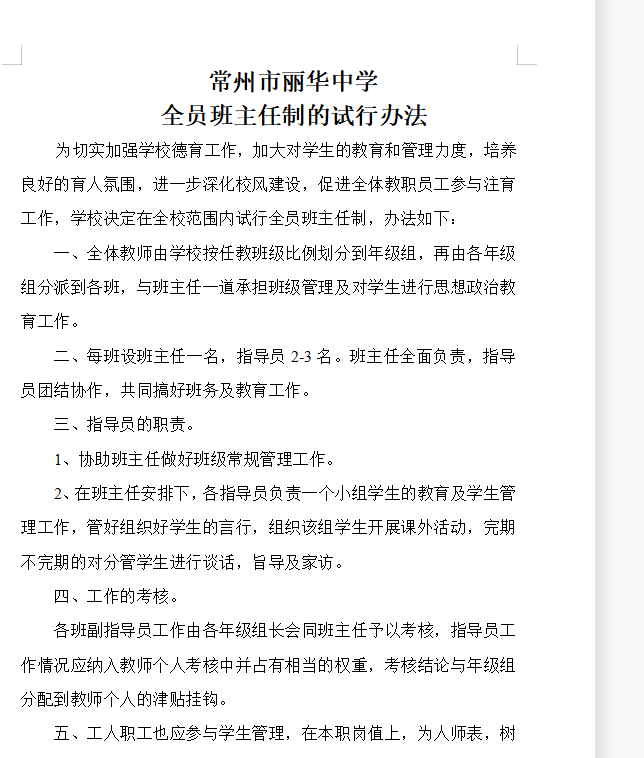 常州市丽华中学
全员班主任制的试行办法
为切实加强学校德育工作，加大对学生的教育和管理力度，培养
良好的育人氛围，进一步深化校风建设，促进全体教职员工参与注育
工作，学校决定在全校范围内试行全员班主任制，办法如下：
一、全体教师由学校按任教班级比例划分到年级组，再由各年级
组分派到各班，与班主任一道承担班级管理及对学生进行思想政治教
育工作。
二、每班设班主任一名，指导员 2-3 名。班主任全面负责，指导
员团结协作，共同搞好班务及教育工作。
三、指导员的职责。
1、协助班主任做好班级常规管理工作。
2、在班主任安排下，各指导员负责一个小组学生的教育及学生管
理工作，管好组织好学生的言行，组织该组学生开展课外活动，完期
不完期的对分管学生进行谈话，旨导及家访。
四、工作的考核。
各班副指导员工作由各年级组长会同班主任予以考核，指导员工
作情况应纳入教师个人考核中并占有相当的权重，考核结论与年级组
分配到教师个人的津贴挂钩。
五、工人职工也应参与学生管理，在本职岗值上，为人师表，树